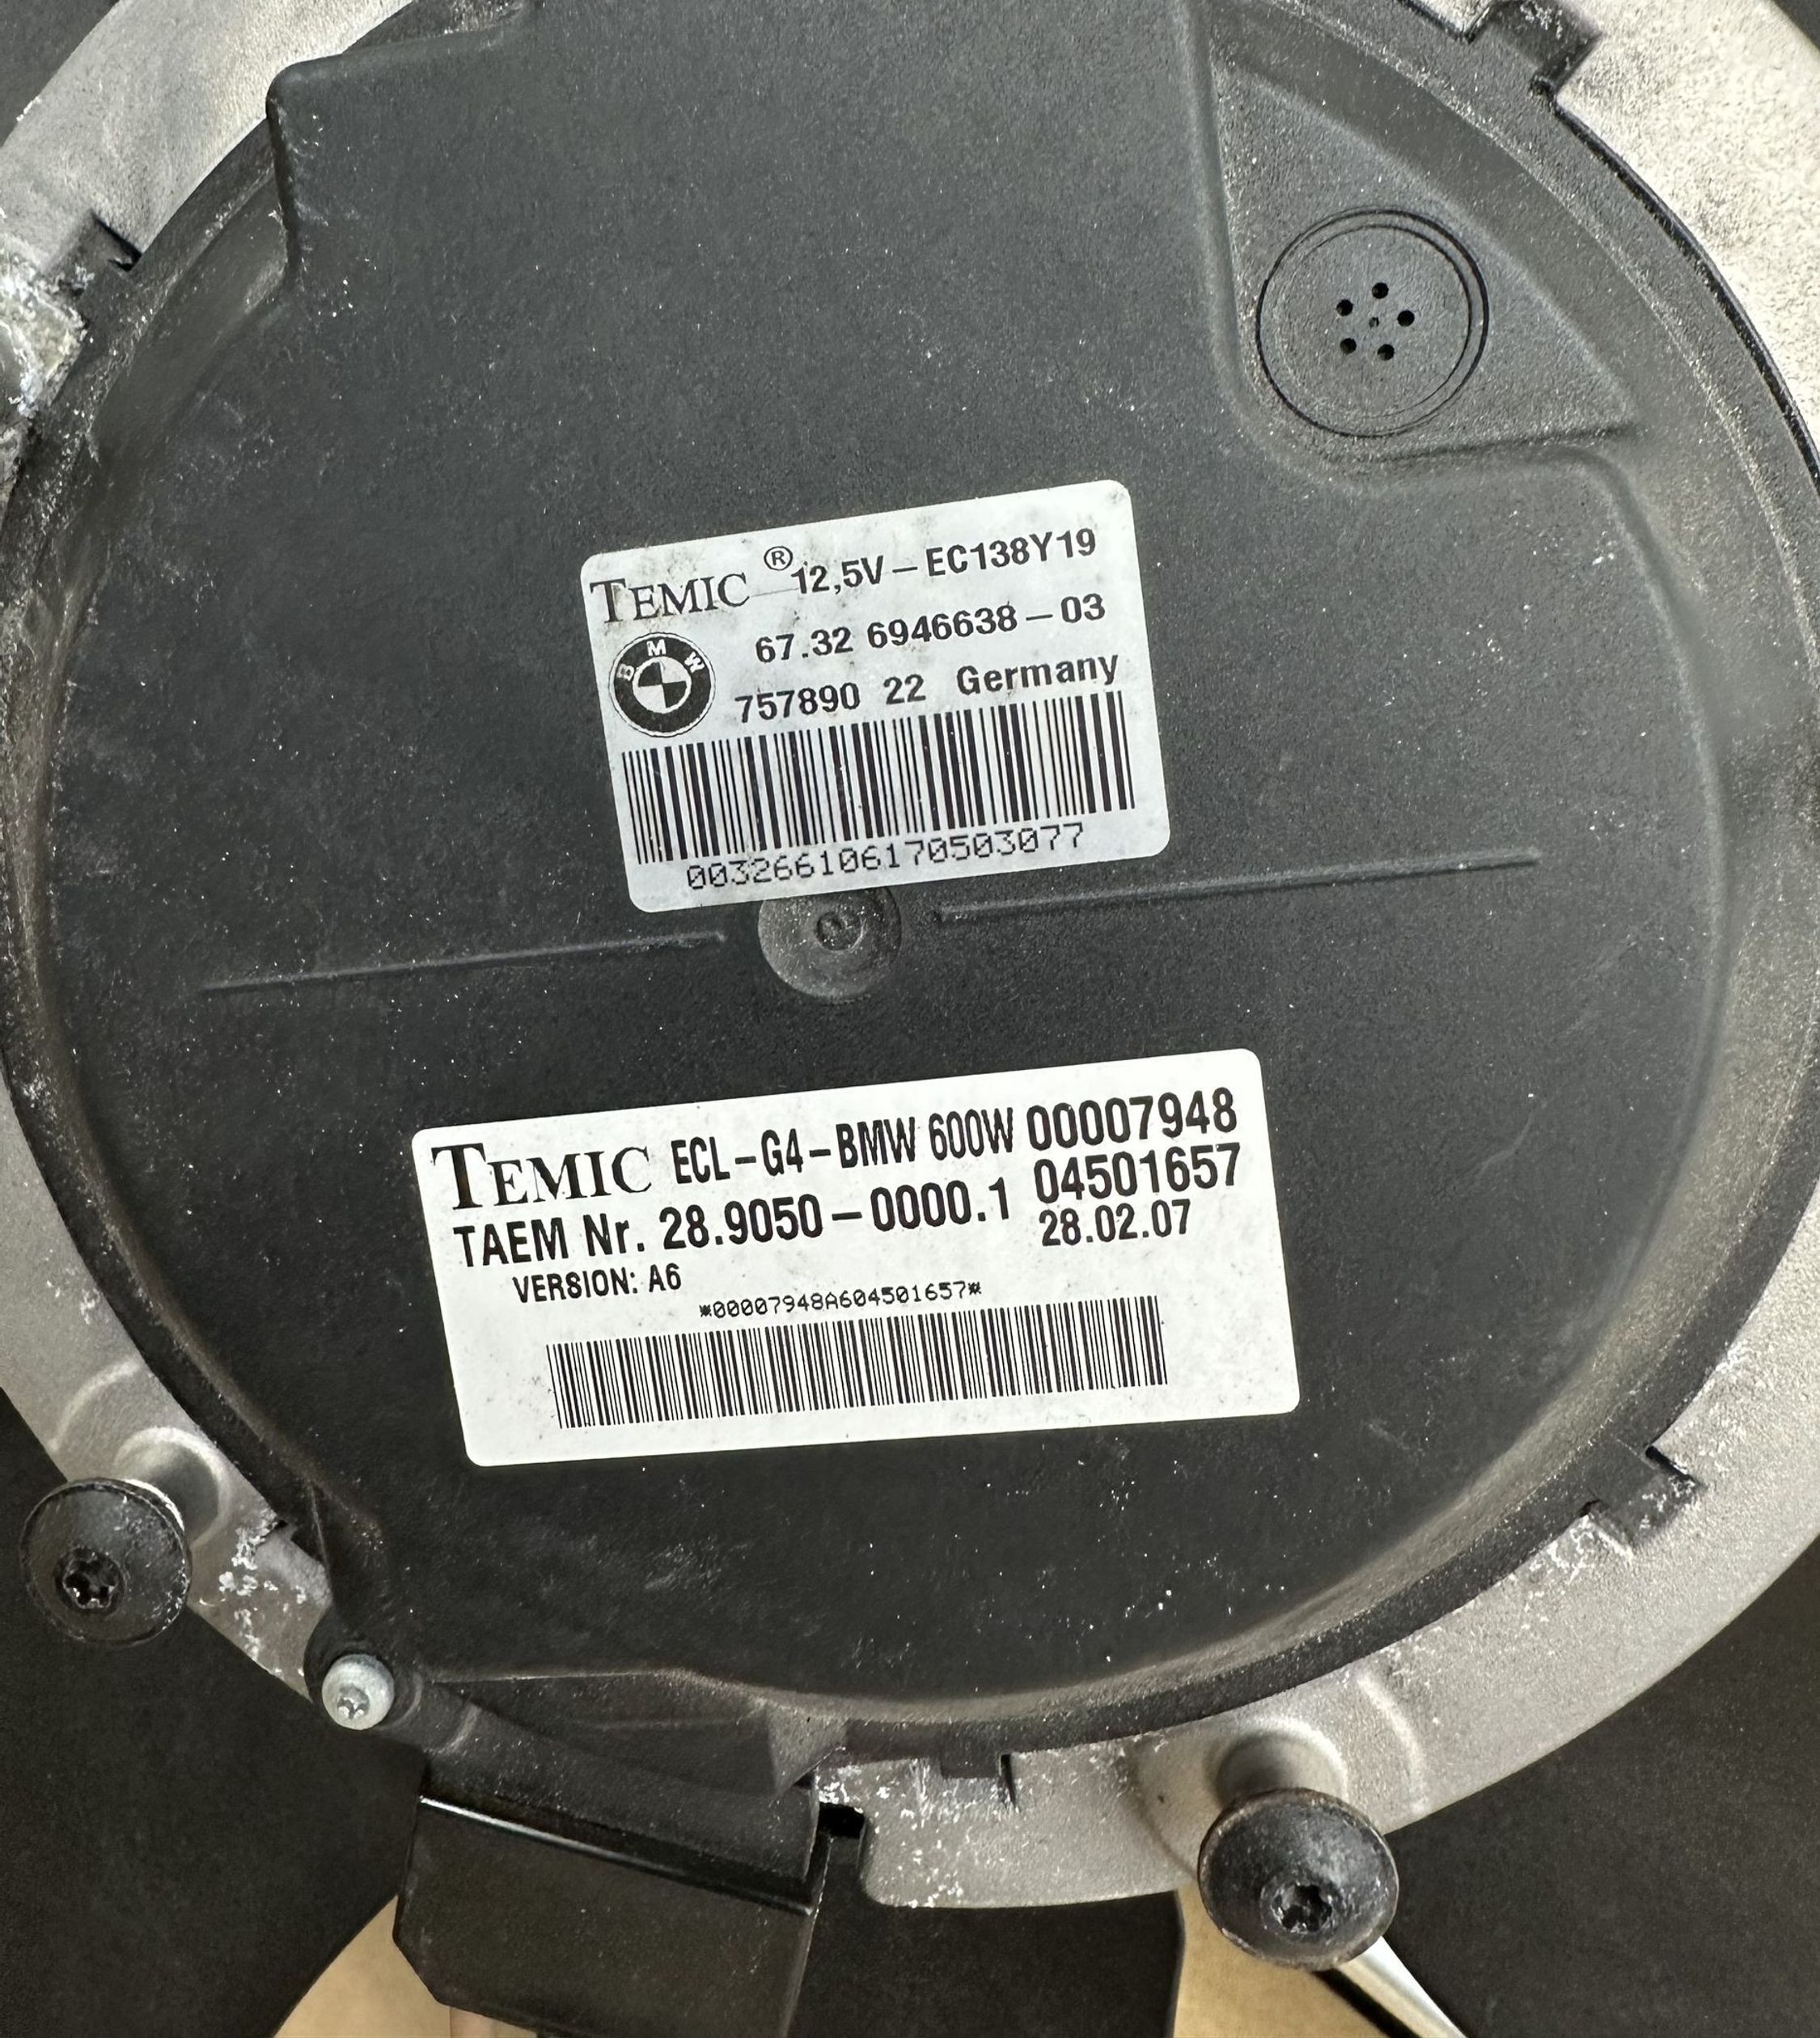 TEMIC ® 12,5V – EC138Y19
67.32 6946638 – 03
BMW
757890 22 Germany
003266106170503077
TEMIC ECL–G4–BMW 600W 00007948
TAEM Nr. 28.9050–0000.1 04501657
28.02.07
VERSION: A6
*00007948A604501657*